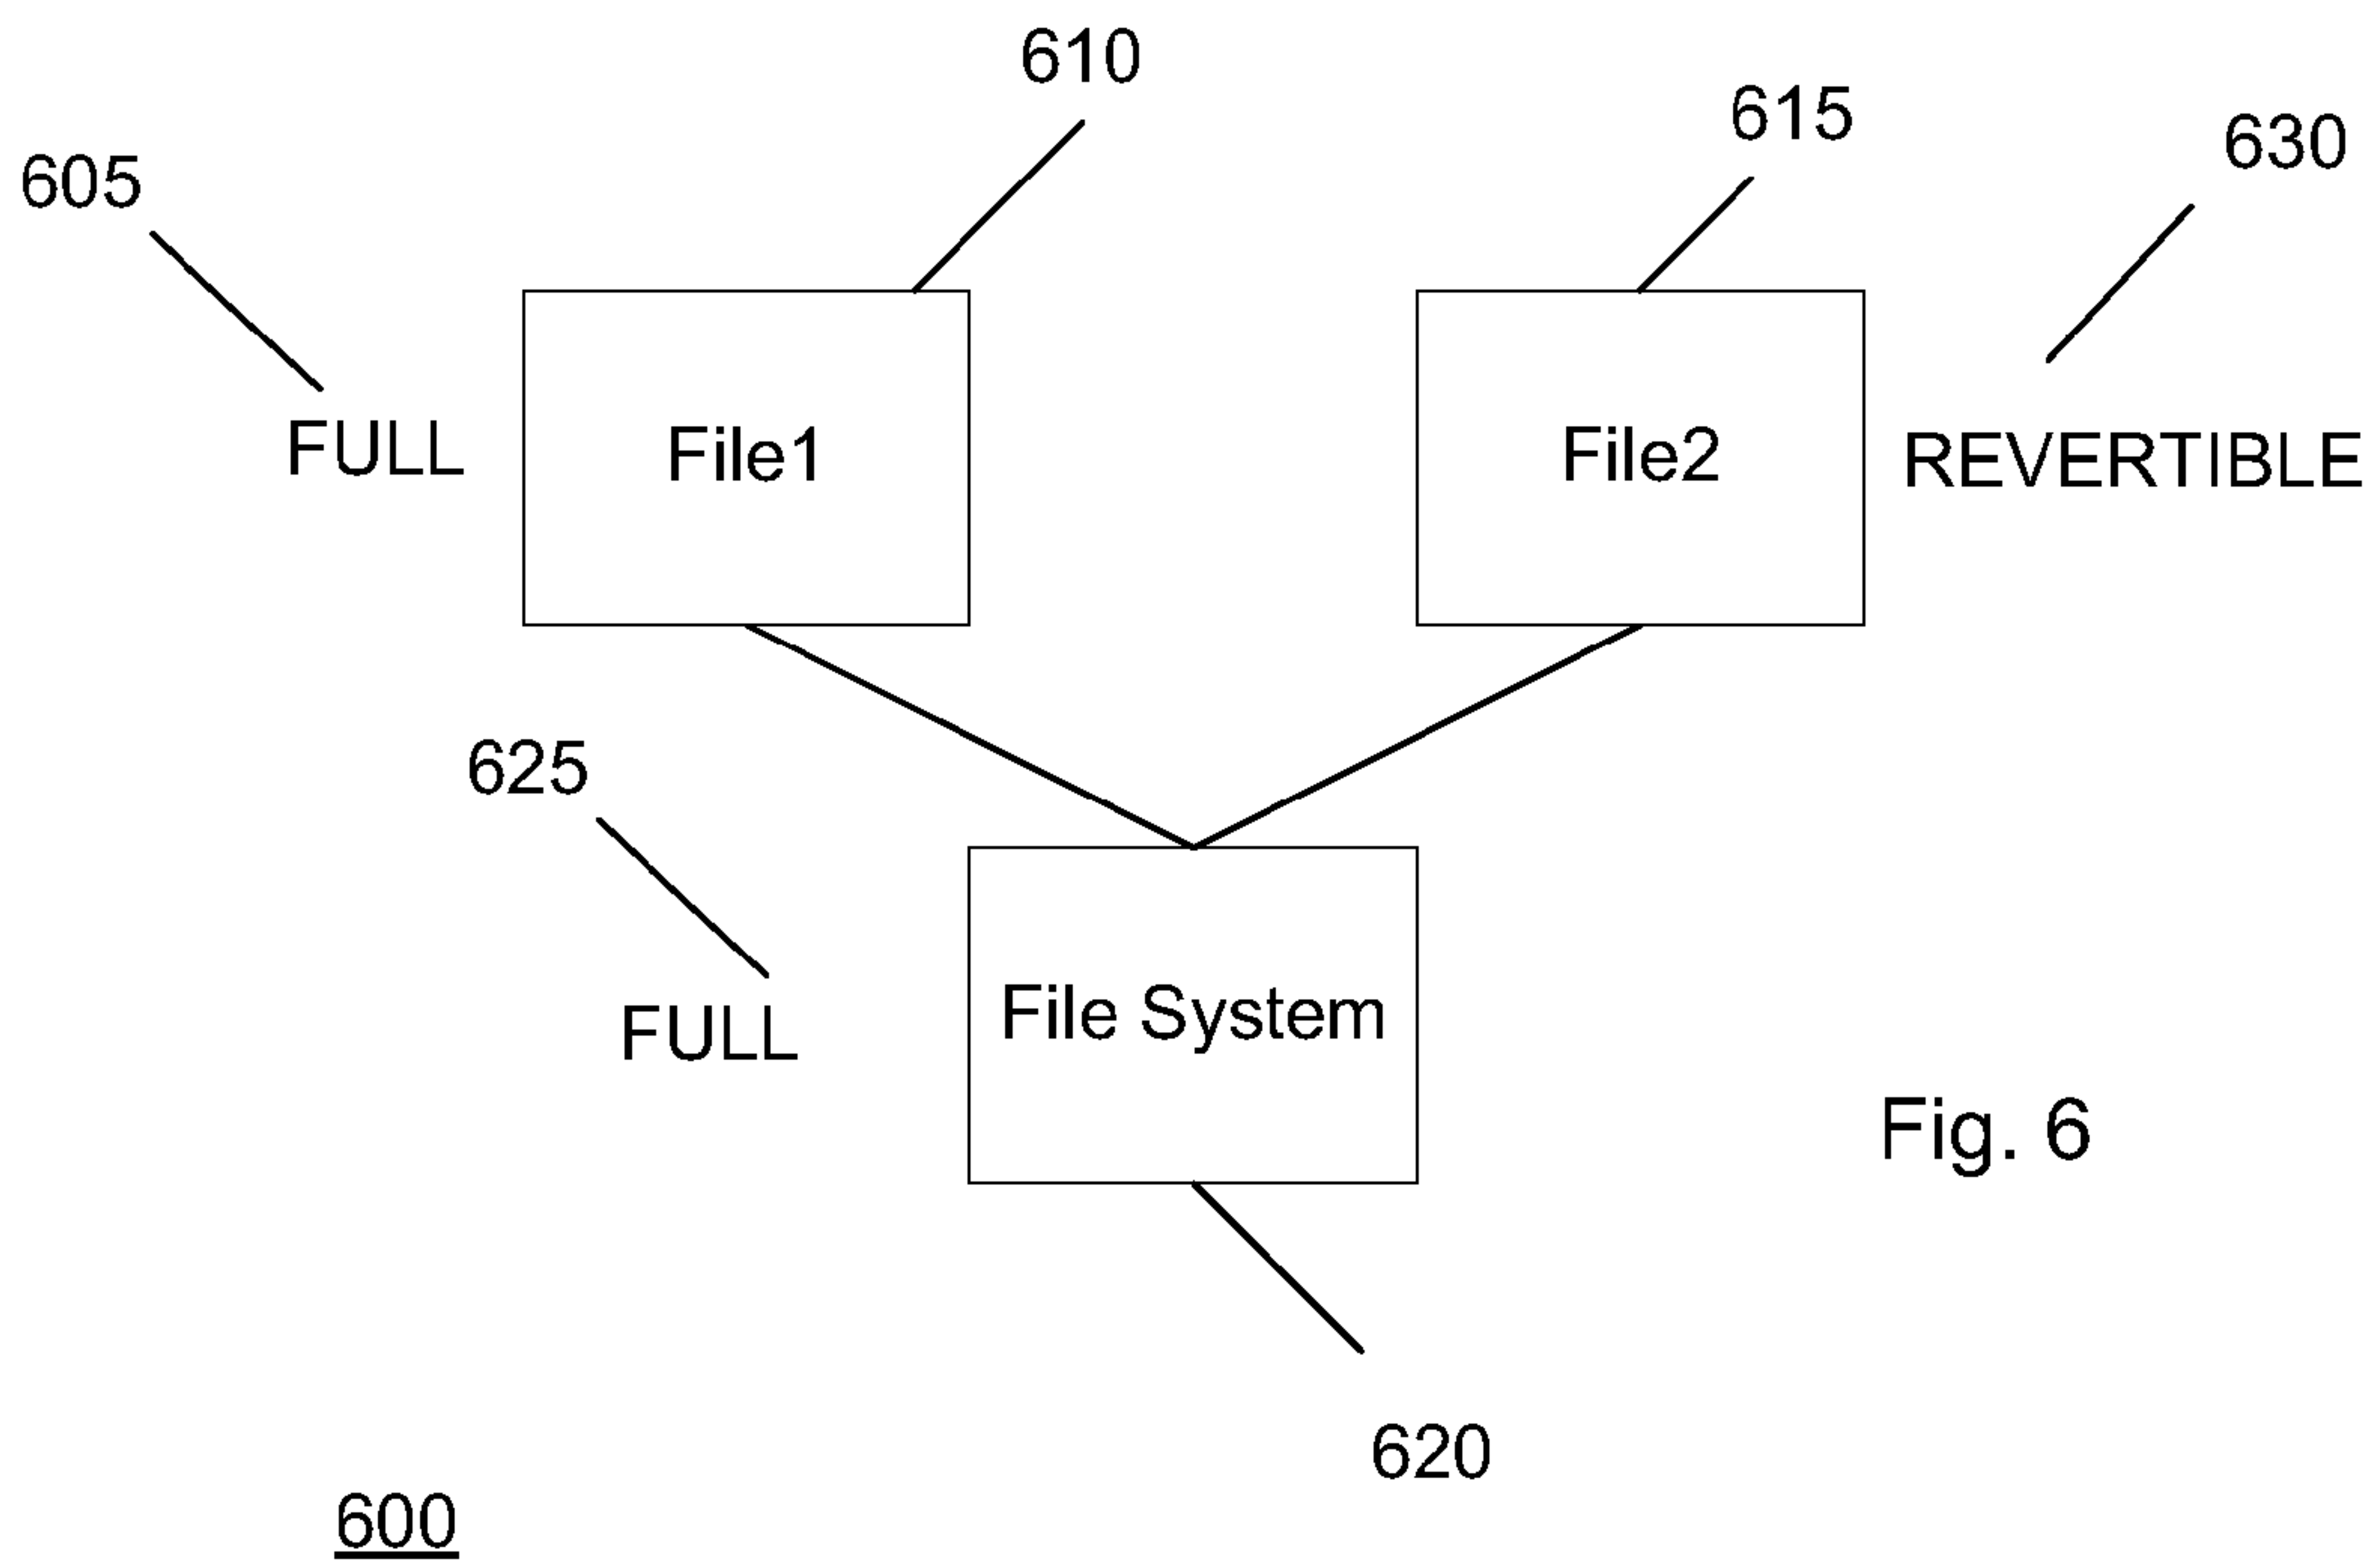 610
615
630
605
FULL
File1
File2
REVERTIBLE
625
FULL
File System
Fig. 6
620
600